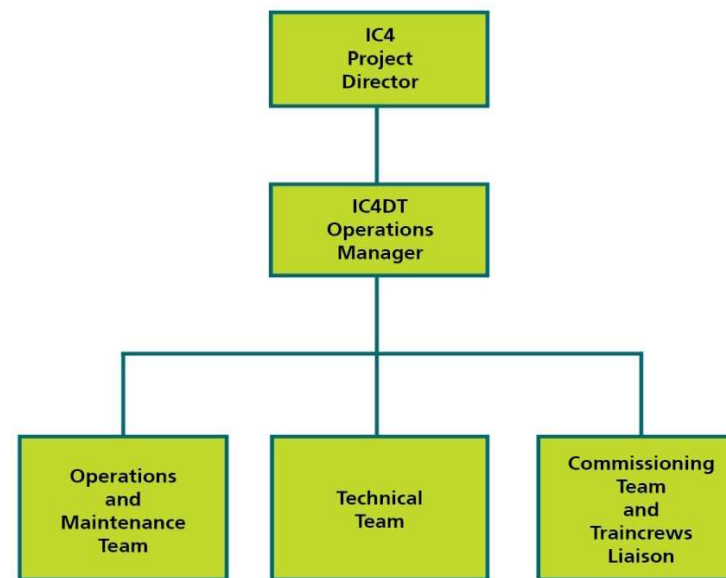 IC4
Project
Director
IC4DT
Operations
Manager
Operations
and
Maintenance
Team
Technical
Team
Commissioning
Team
and
Traincrews
Liaison